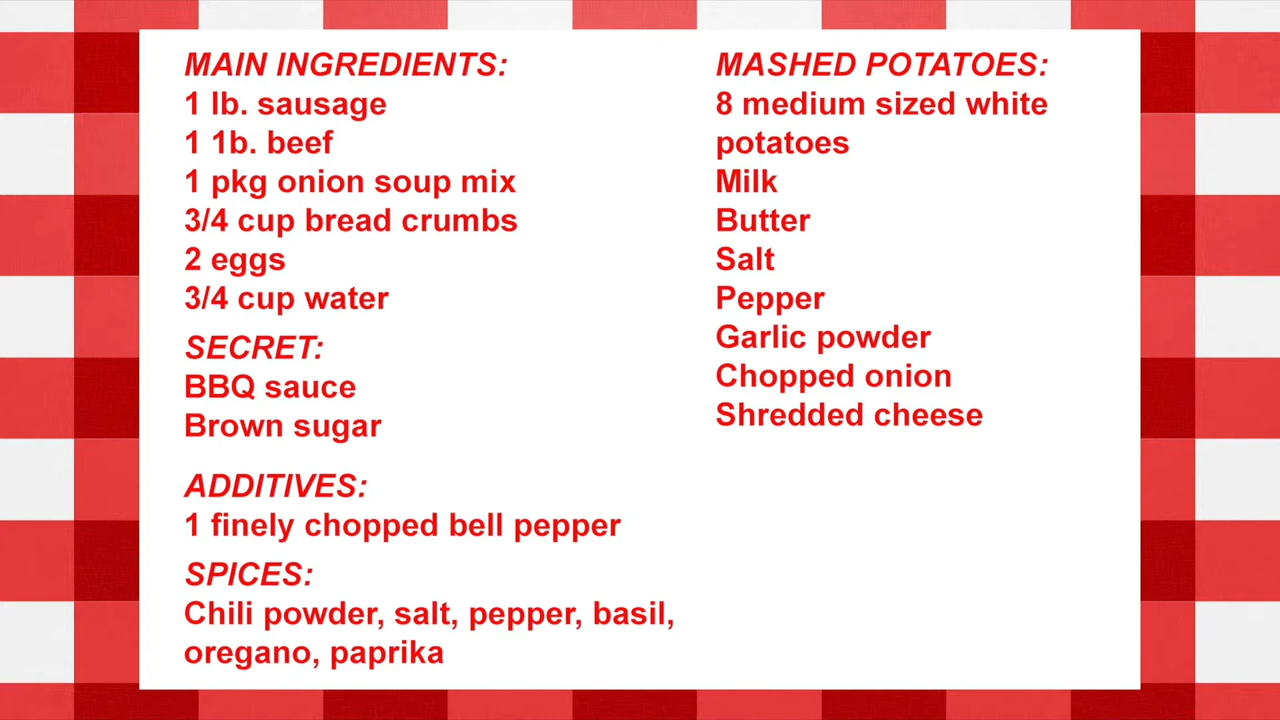 MAIN INGREDIENTS:
1 lb. sausage
1 1b. beef
1 pkg onion soup mix
3/4 cup bread crumbs
2 eggs
3/4 cup water
SECRET:
BBQ sauce
Brown sugar
ADDITIVES:
1 finely chopped bell pepper
SPICES:
Chili powder, salt, pepper, basil,
oregano, paprika
MASHED POTATOES:
8 medium sized white
potatoes
Milk
Butter
Salt
Pepper
Garlic powder
Chopped onion
Shredded cheese